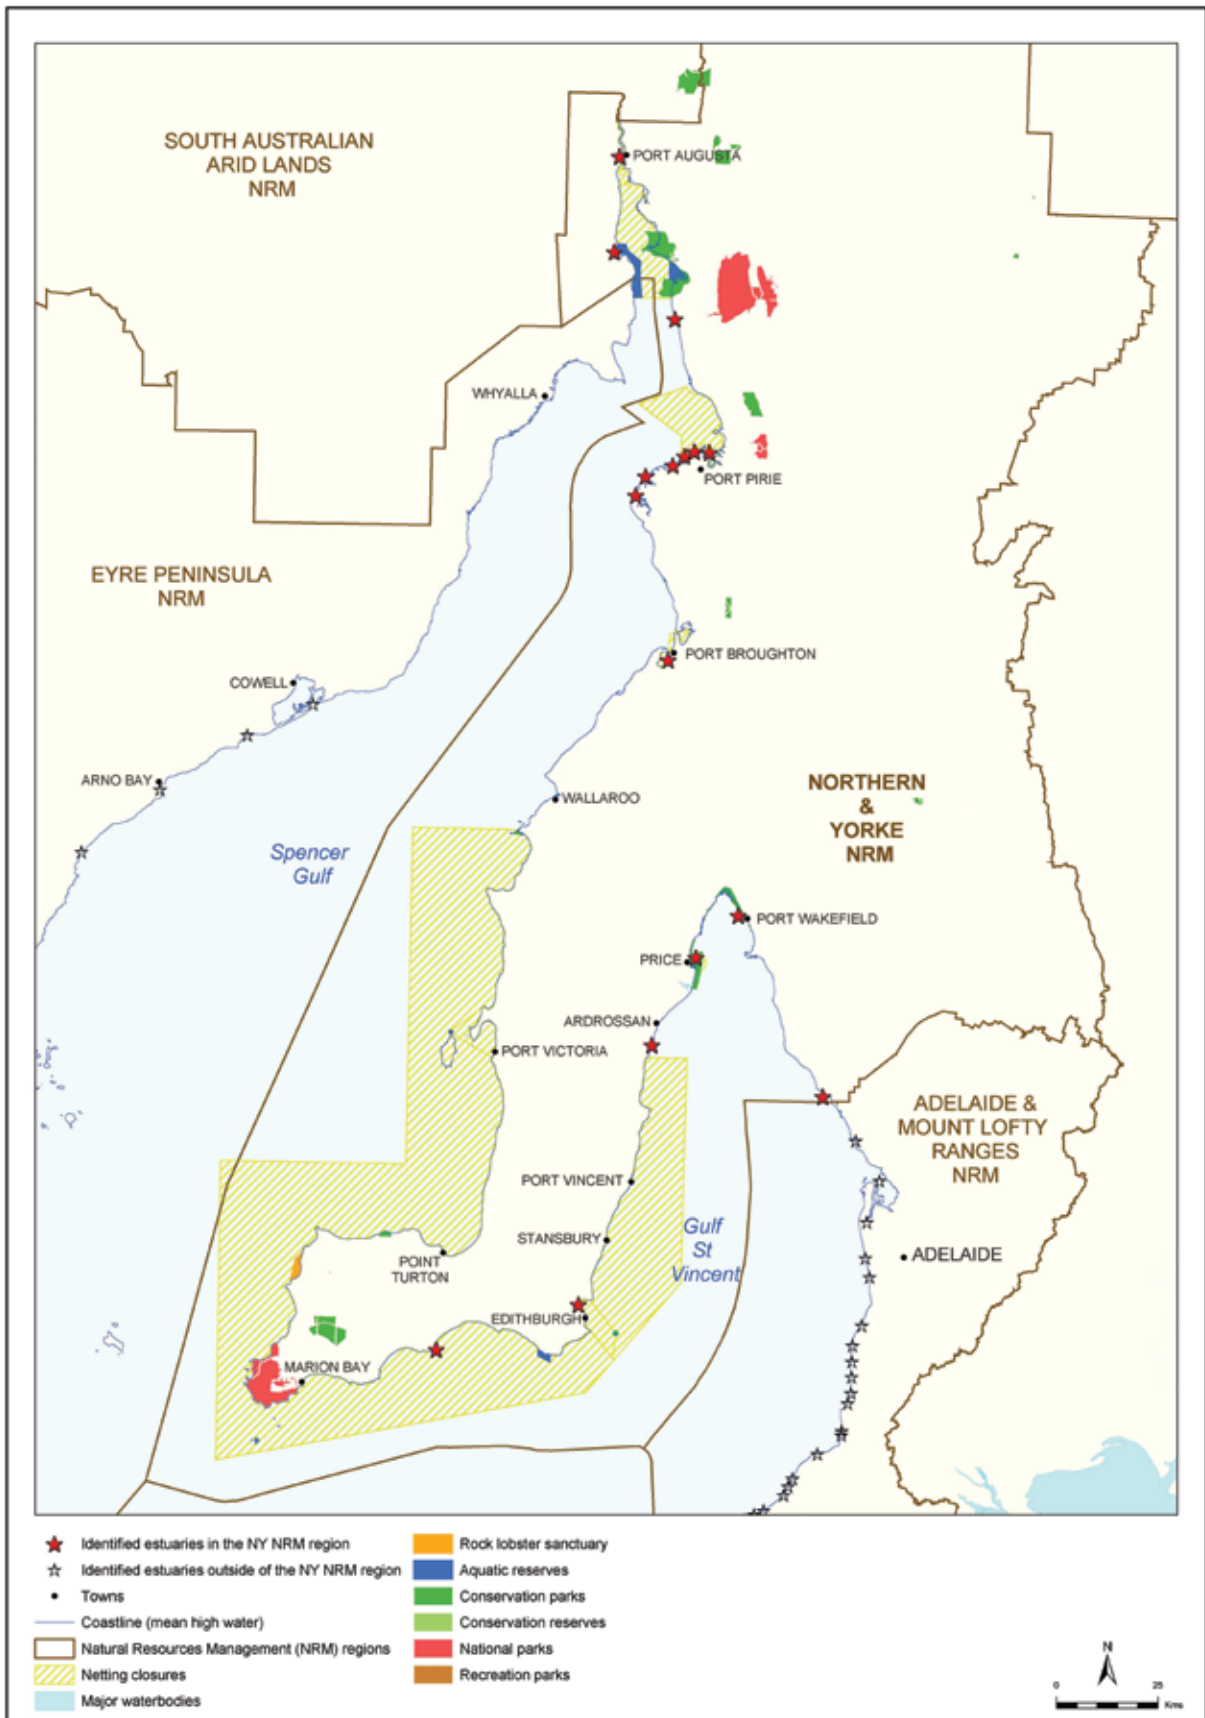 SOUTH AUSTRALIAN
ARID LANDS
NRM
PORT AUGUSTA
WHYALLA
PORT PIRIE
EYRE PENINSULA
NRM
PORT BROUGHTON
COWELL
ARNO BAY
WALLAROO
NORTHERN
&
YORKE
NRM
Spencer
Gulf
PORT WAKEFIELD
PRICE
ARDROSSAN
PORT VICTORIA
ADELAIDE &
MOUNT LOFTY
RANGES
NRM
PORT VINCENT
STANSBURY
Gulf
St
Vincent
ADELAIDE
POINT
TURTON
EDITHBURGH
MARION BAY
Identified estuaries in the NY NRM region
Identified estuaries outside of the NY NRM region
Towns
Coastline (mean high water)
Natural Resources Management (NRM) regions
Netting closures
Major waterbodies
Rock lobster sanctuary
Aquatic reserves
Conservation parks
Conservation reserves
National parks
Recreation parks
N
0 25
Kms